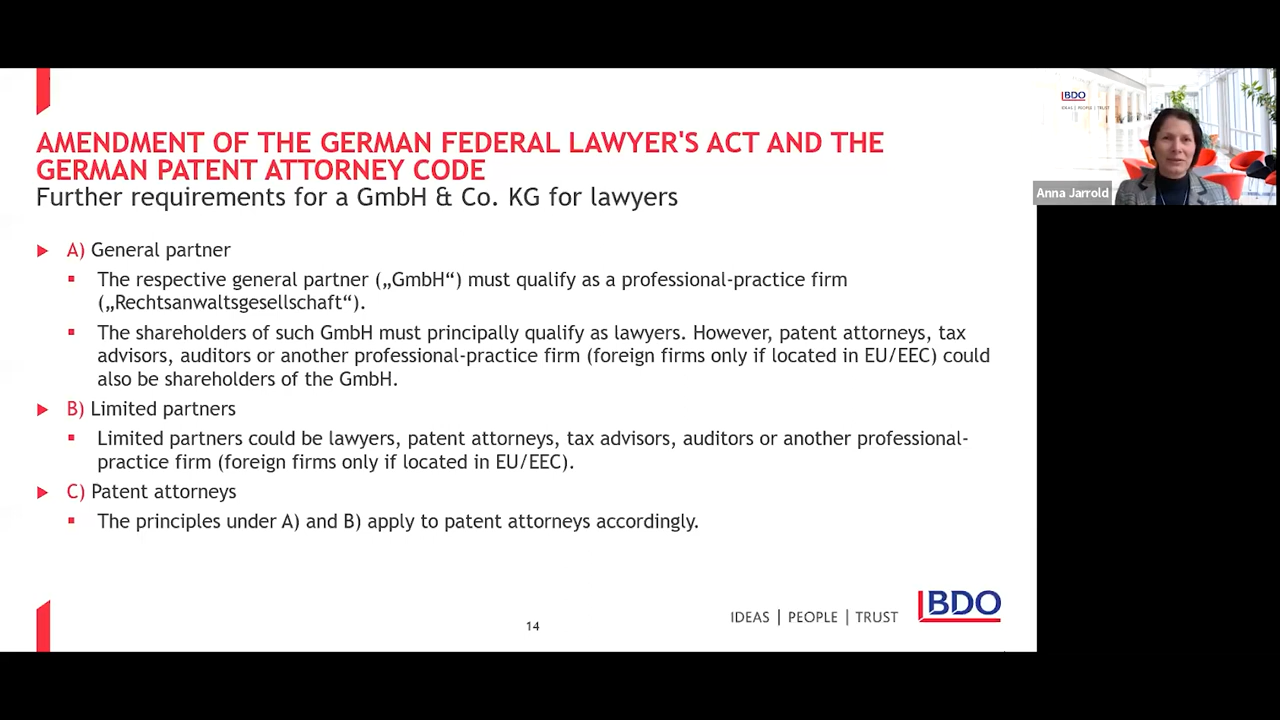 AMENDMENT OF THE GERMAN FEDERAL LAWYER'S ACT AND THE
GERMAN PATENT ATTORNEY CODE
Further requirements for a GmbH & Co. KG for lawyers
A) General partner
The respective general partner („GmbH“) must qualify as a professional-practice firm
(„Rechtsanwaltsgesellschaft“).
The shareholders of such GmbH must principally qualify as lawyers. However, patent attorneys, tax
advisors, auditors or another professional-practice firm (foreign firms only if located in EU/EEC) could
also be shareholders of the GmbH.
B) Limited partners
Limited partners could be lawyers, patent attorneys, tax advisors, auditors or another professional-
practice firm (foreign firms only if located in EU/EEC).
C) Patent attorneys
The principles under A) and B) apply to patent attorneys accordingly.
IDEAS | PEOPLE | TRUST
BDO
14
BDO
IDEAS | PEOPLE | TRUST
Anna Jarrold